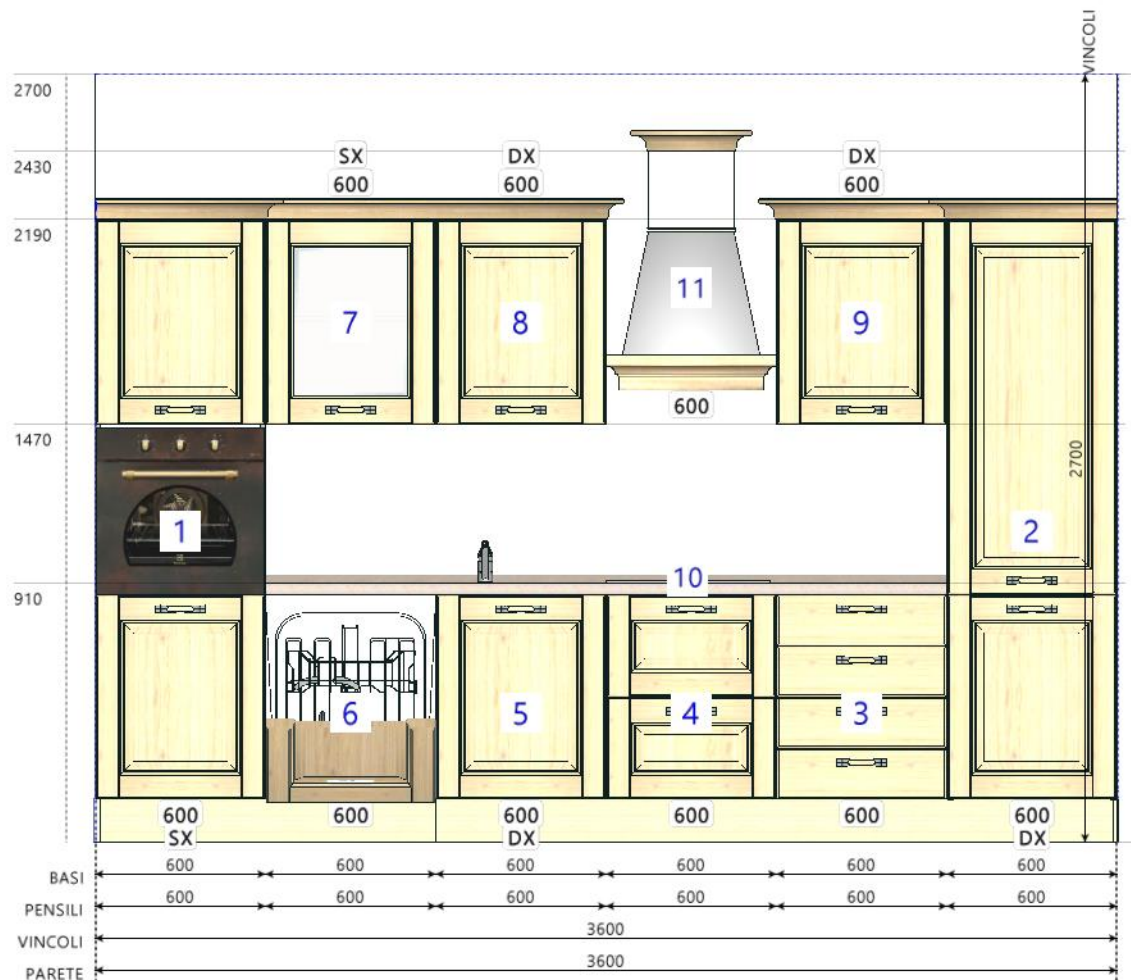 VINCOLI
2700
2430
SX DX DX
600 600 600
2190
11
7 8 9
600
1470
2700
1 2
10
910
6 5 4 3
600 600 600 600 600 600
SX DX DX
BASI 600 600 600 600 600 600
PENSILI 600 600 600 600 600 600
VINCOLI 3600
PARETE 3600